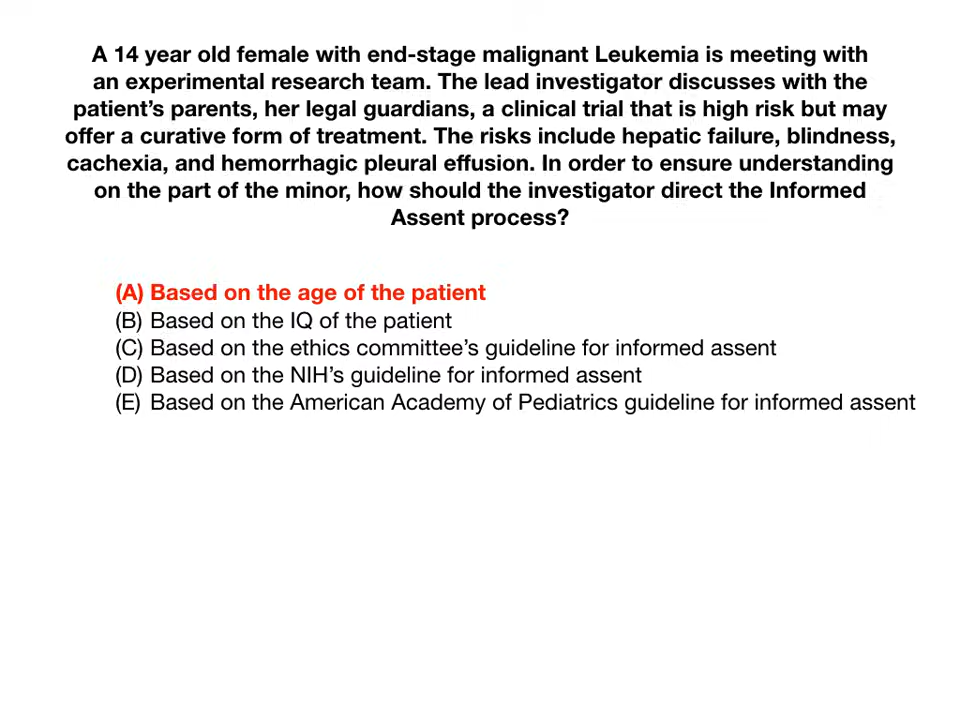 A 14 year old female with end-stage malignant Leukemia is meeting with
an experimental research team. The lead investigator discusses with the
patient’s parents, her legal guardians, a clinical trial that is high risk but may
offer a curative form of treatment. The risks include hepatic failure, blindness,
cachexia, and hemorrhagic pleural effusion. In order to ensure understanding
on the part of the minor, how should the investigator direct the Informed
Assent process?
(A) Based on the age of the patient
(B) Based on the IQ of the patient
(C) Based on the ethics committee’s guideline for informed assent
(D) Based on the NIH’s guideline for informed assent
(E) Based on the American Academy of Pediatrics guideline for informed assent